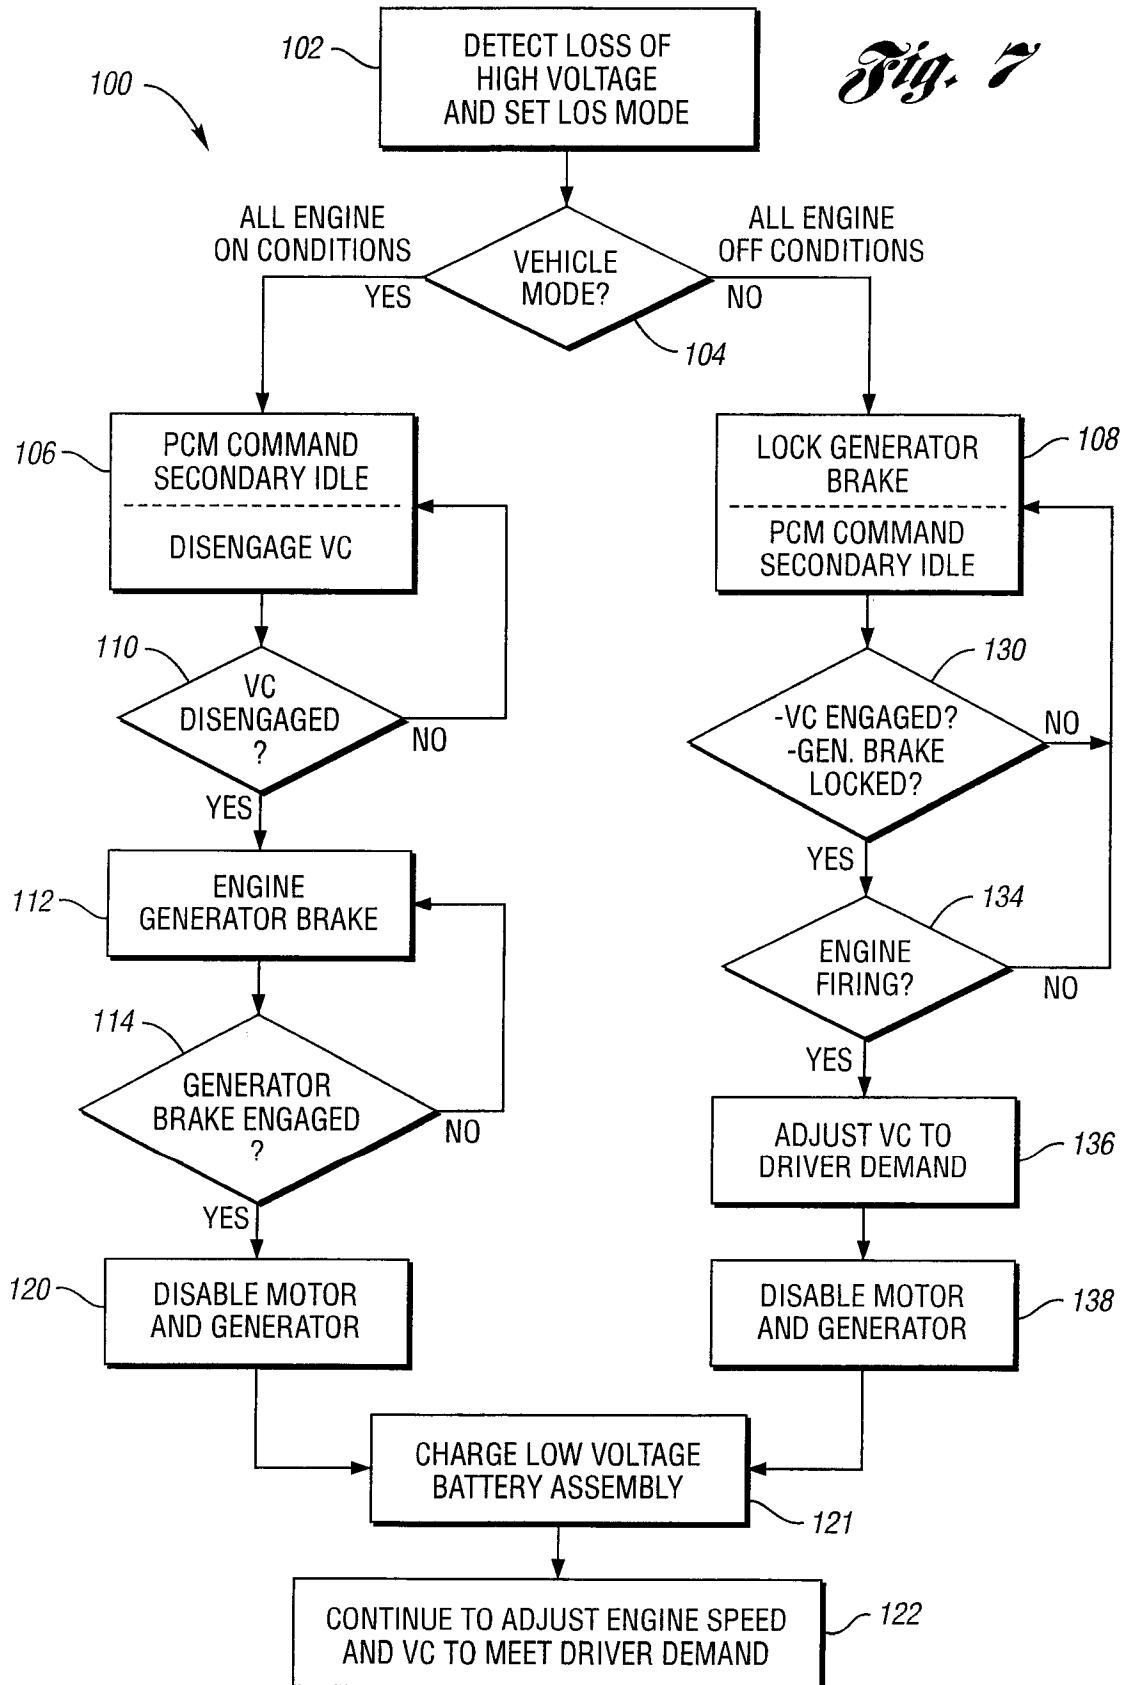 102
DETECT LOSS OF
HIGH VOLTAGE
AND SET LOS MODE
Fig. 7
100
ALL ENGINE
ON CONDITIONS
YES
VEHICLE
MODE?
ALL ENGINE
OFF CONDITIONS
NO
104
106
PCM COMMAND
SECONDARY IDLE
DISENGAGE VC
110
VC
DISENGAGED
?
NO
YES
112
ENGINE
GENERATOR BRAKE
114
GENERATOR
BRAKE ENGAGED
?
NO
YES
120
DISABLE MOTOR
AND GENERATOR
108
LOCK GENERATOR
BRAKE
PCM COMMAND
SECONDARY IDLE
130
-VC ENGAGED?
-GEN. BRAKE
LOCKED?
NO
YES
134
ENGINE
FIRING?
NO
YES
ADJUST VC TO
DRIVER DEMAND
136
DISABLE MOTOR
AND GENERATOR
138
CHARGE LOW VOLTAGE
BATTERY ASSEMBLY
121
CONTINUE TO ADJUST ENGINE SPEED
AND VC TO MEET DRIVER DEMAND
122